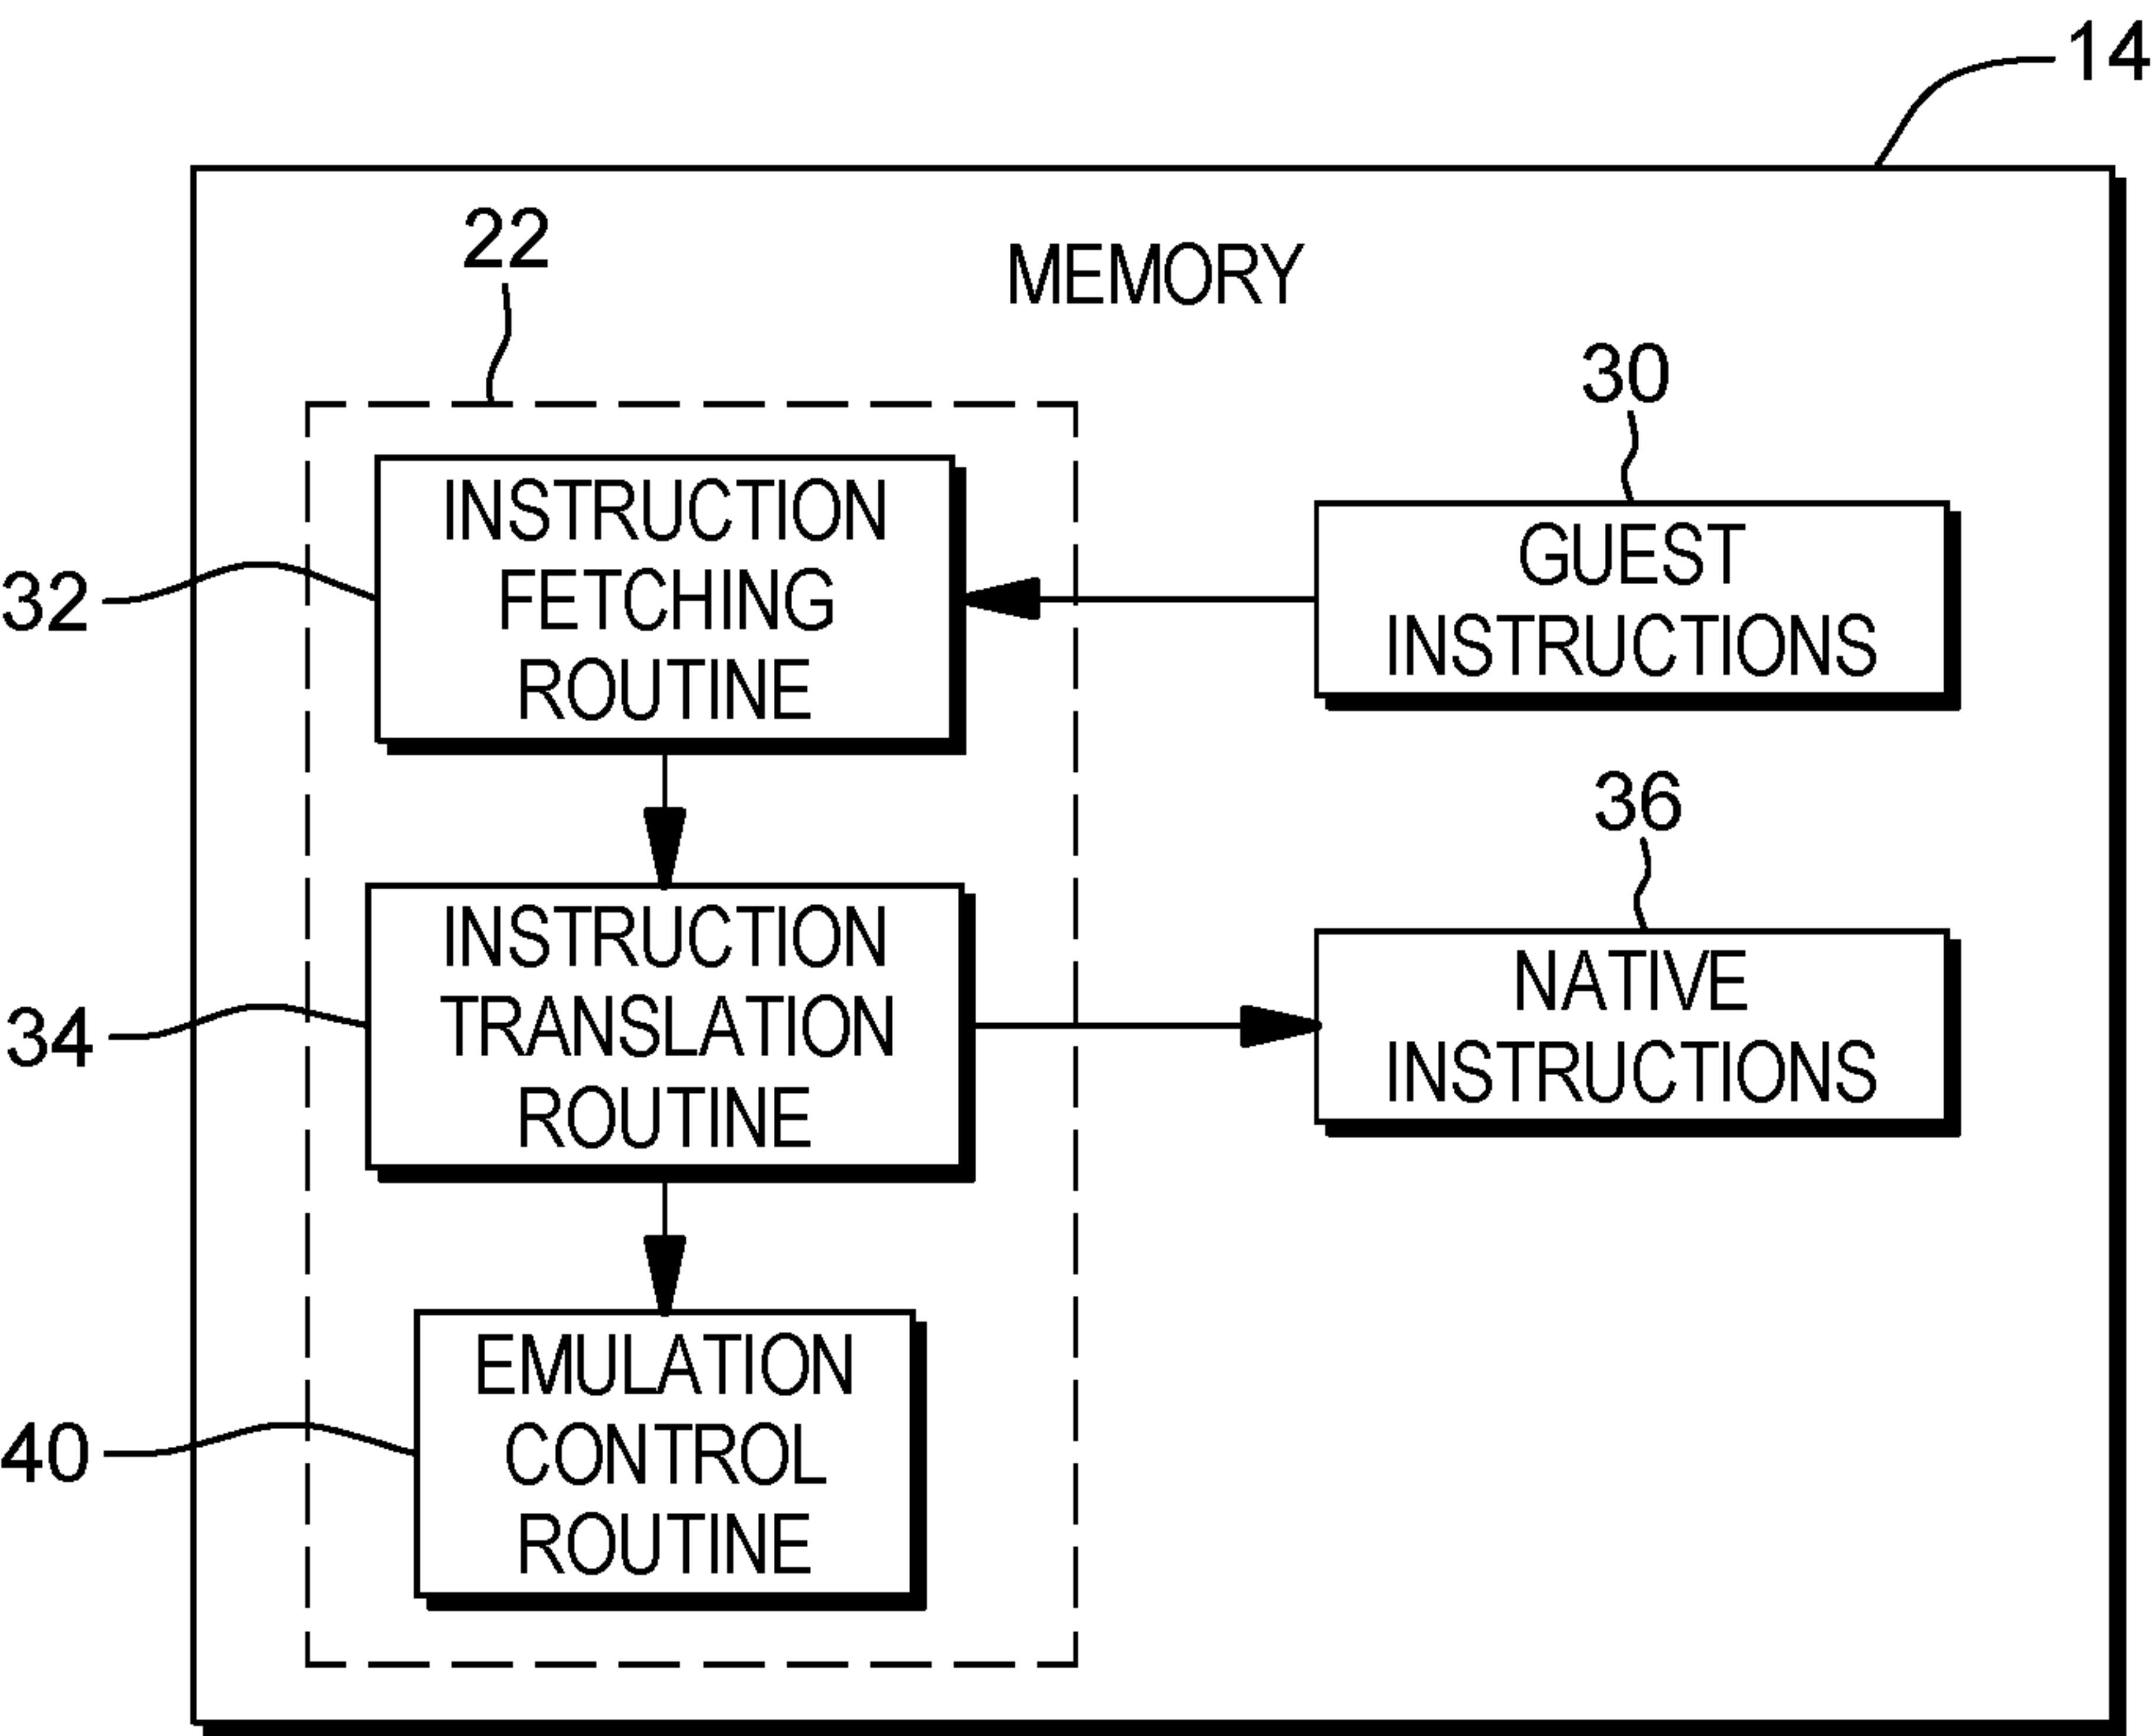 14
22
MEMORY
30
INSTRUCTION
FETCHING
ROUTINE
GUEST
INSTRUCTIONS
32
36
INSTRUCTION
TRANSLATION
ROUTINE
NATIVE
INSTRUCTIONS
34
EMULATION
CONTROL
ROUTINE
40